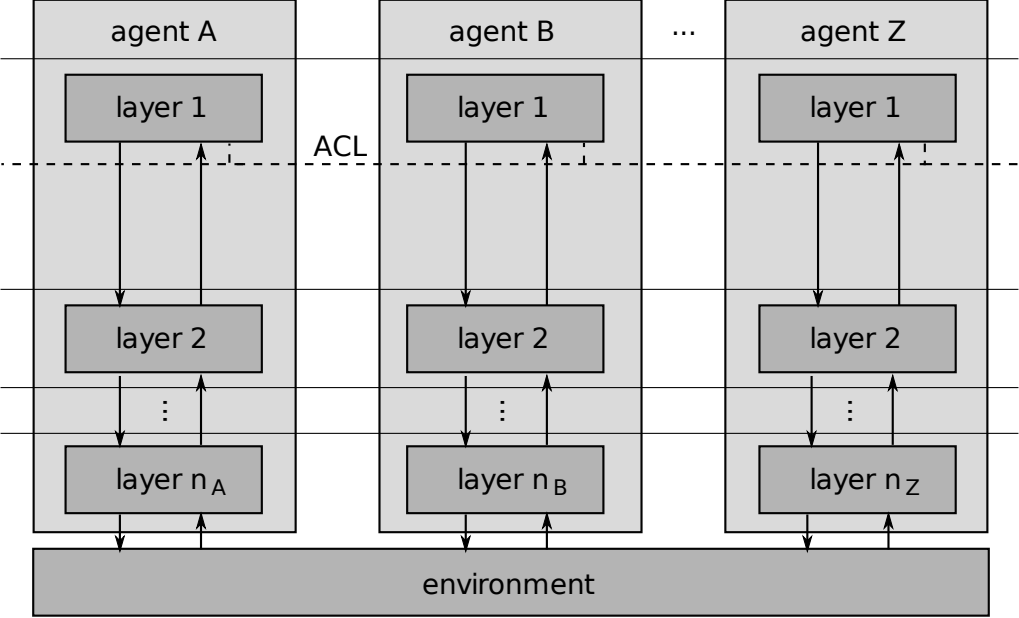 agent A agent B ... agent Z
layer 1 layer 1 layer 1
ACL
layer 2 layer 2 layer 2
... ... ...
layer n A layer n B layer n Z
environment